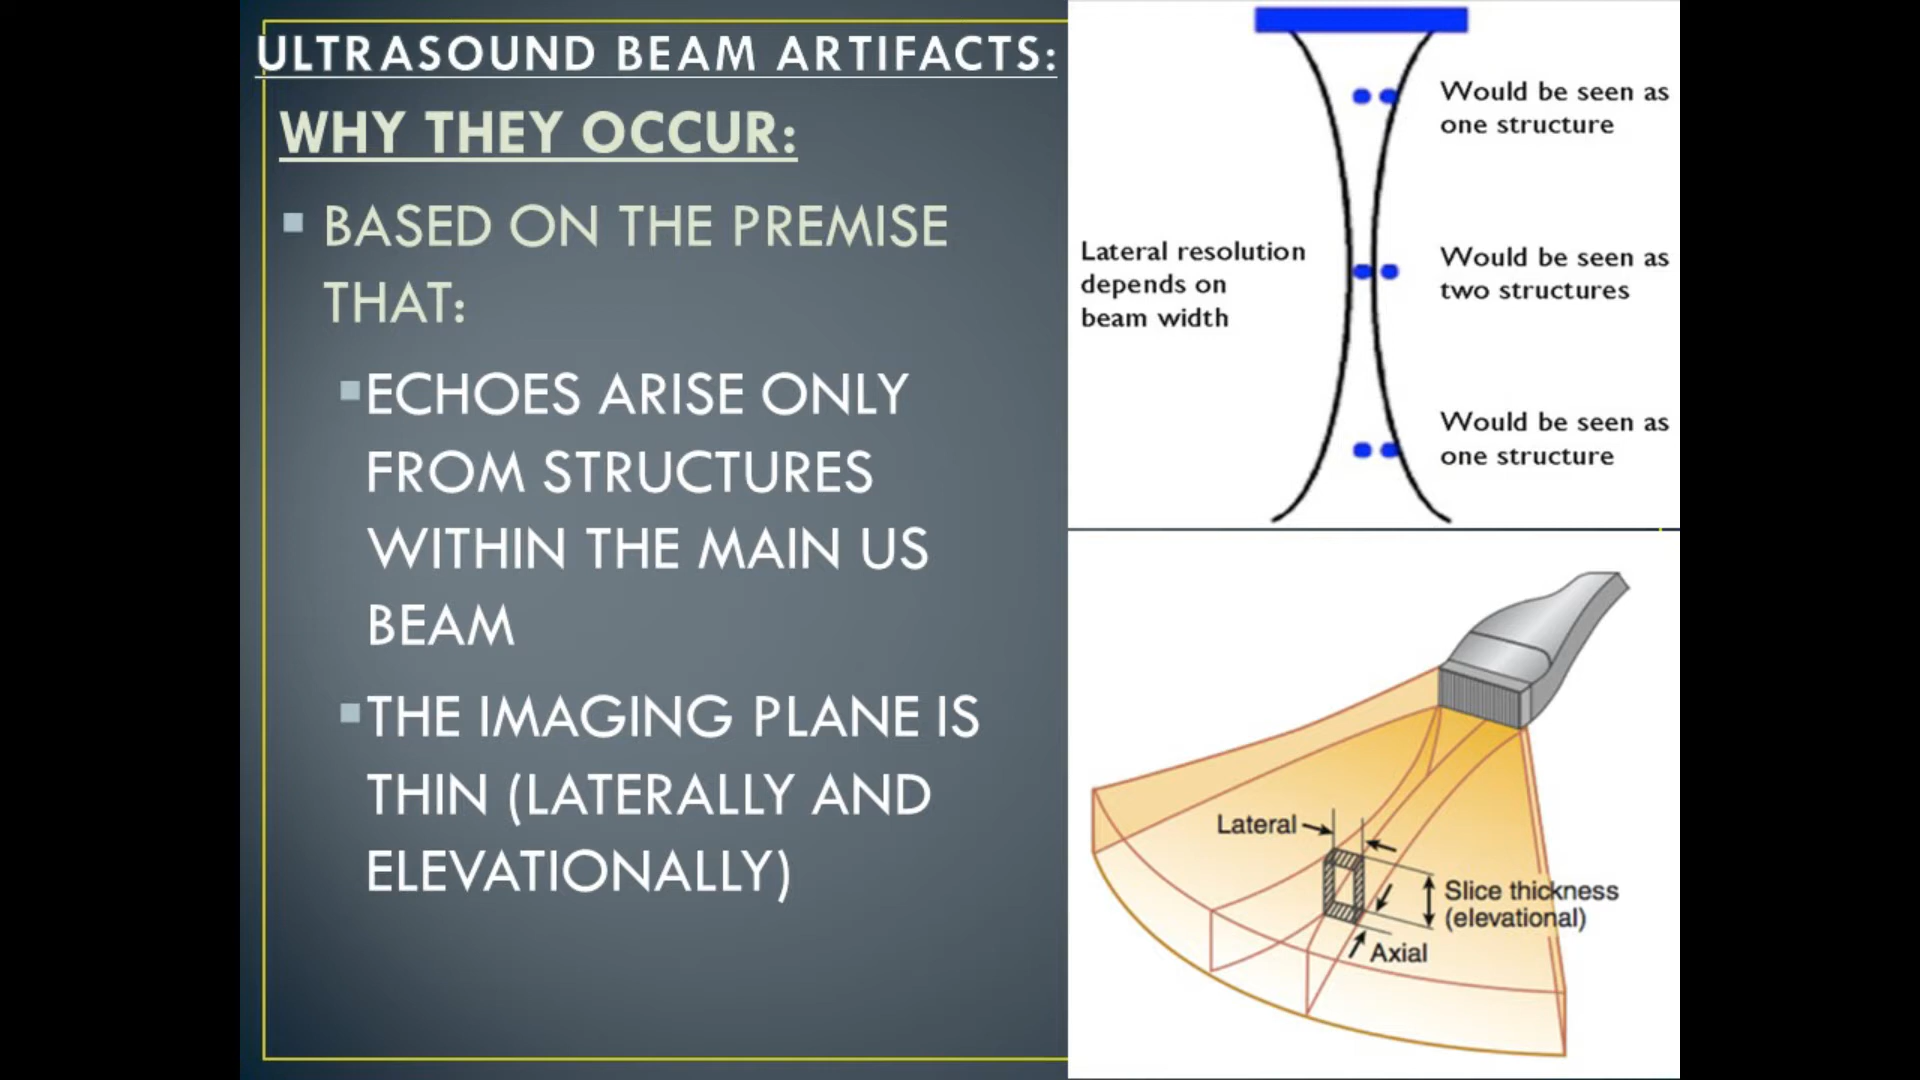 ULTRASOUND BEAM ARTIFACTS:
WHY THEY OCCUR:
BASED ON THE PREMISE
THAT:
ECHOES ARISE ONLY
FROM STRUCTURES
WITHIN THE MAIN US
BEAM
THE IMAGING PLANE IS
THIN (LATERALLY AND
ELEVATIONALLY)
Would be seen as
one structure
Lateral resolution
depends on
beam width
Would be seen as
two structures
Would be seen as
one structure
Lateral
Slice thickness
(elevational)
Axial